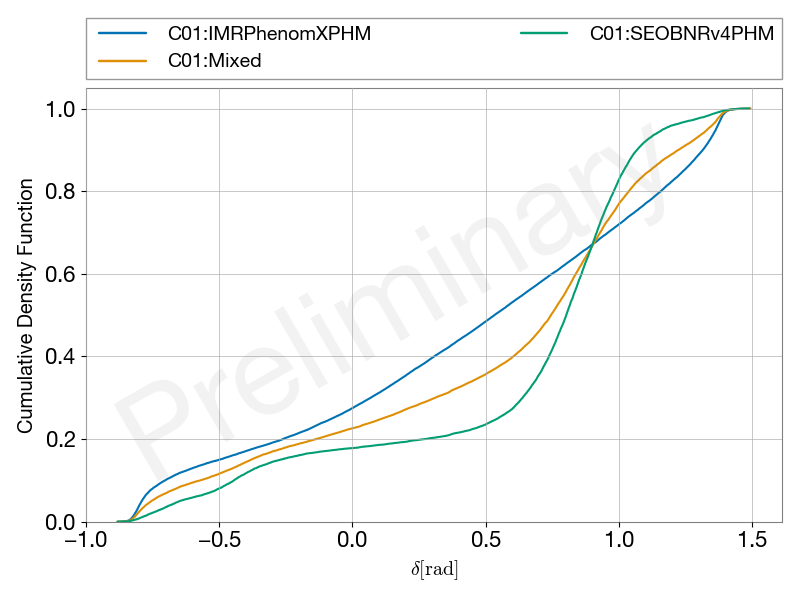 C01:IMRPhenomXPHM
C01:Mixed
C01:SEOBNRv4PHM
Preliminary
Cumulative Density Function
1.0
0.8
0.6
0.4
0.2
0.0
−1.0 −0.5 0.0 0.5 1.0 1.5
δ[rad]